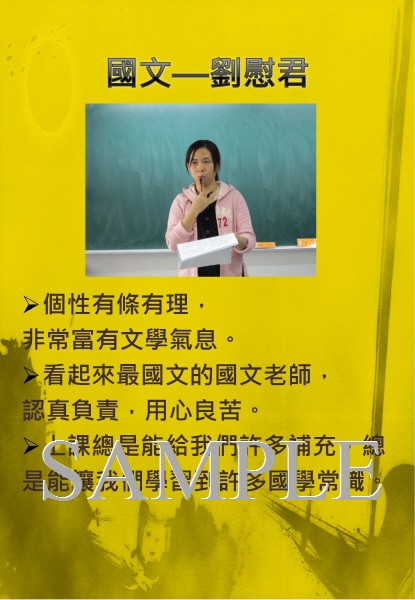 國文—劉慰君
72
➢個性有條有理，
非常富有文學氣息。
➢看起來最國文的國文老師，
認真負責，用心良苦。
➢上課總是能給我們許多補充，總
是能讓我們學習到許多國學常識。
SAMPLE